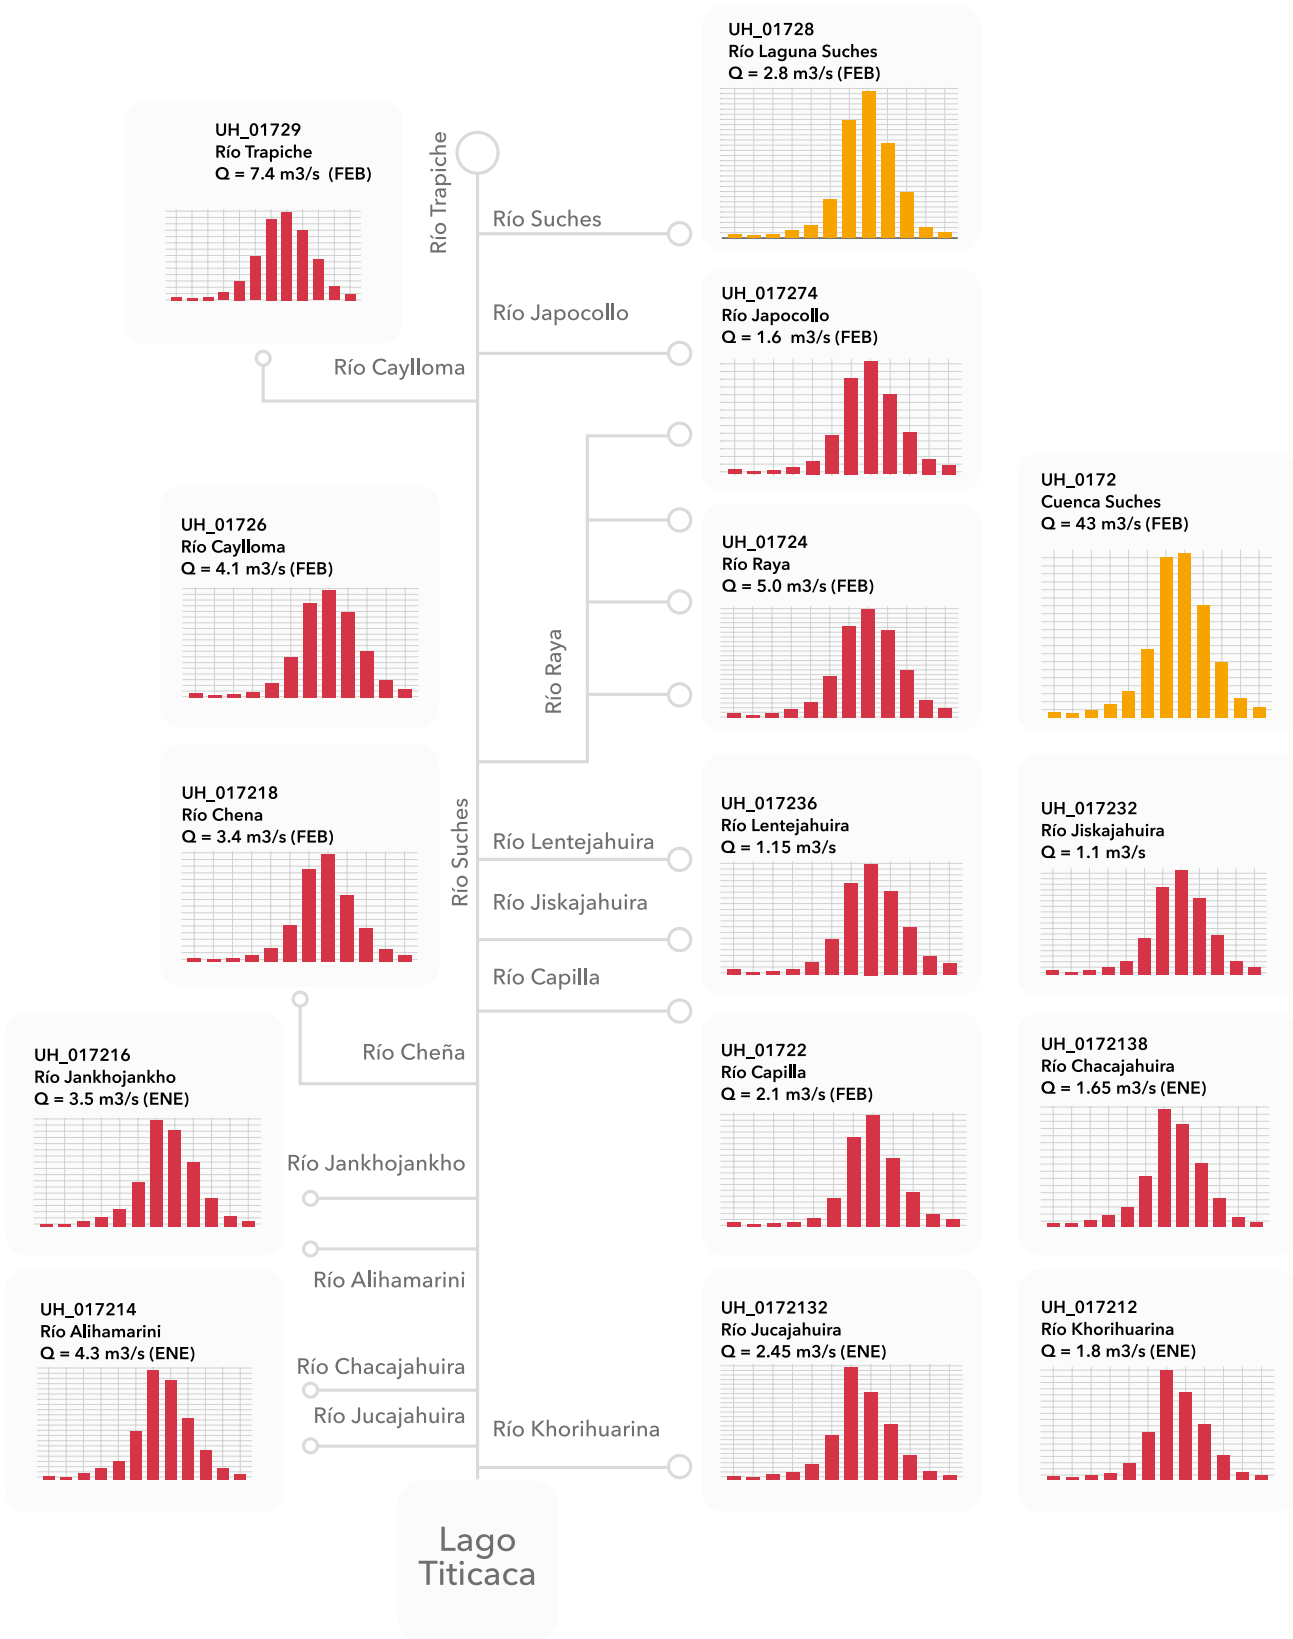 UH_01728
Río Laguna Suches
Q = 2.8 m3/s (FEB)
UH_01729
Río Trapiche
Q = 7.4 m3/s (FEB)
Río Trapiche
Río Suches
UH_017274
Río Japocollo
Q = 1.6 m3/s (FEB)
Río Japocollo
Río Caylloma
UH_0172
Cuenca Suches
Q = 43 m3/s (FEB)
UH_01726
Río Caylloma
Q = 4.1 m3/s (FEB)
UH_01724
Río Raya
Q = 5.0 m3/s (FEB)
Río Raya
UH_017218
Río Chena
Q = 3.4 m3/s (FEB)
Río Suches
Río Lentejahuira
UH_017236
Río Lentejahuira
Q = 1.15 m3/s
UH_017232
Río Jiskajahuira
Q = 1.1 m3/s
Río Jiskajahuira
Río Capilla
UH_017216
Río Jankhojankho
Q = 3.5 m3/s (ENE)
Río Cheña
UH_01722
Río Capilla
Q = 2.1 m3/s (FEB)
UH_0172138
Río Chacajahuira
Q = 1.65 m3/s (ENE)
Río Jankhojankho
Río Alihamarini
UH_017214
Río Alihamarini
Q = 4.3 m3/s (ENE)
UH_0172132
Río Jucajahuira
Q = 2.45 m3/s (ENE)
UH_017212
Río Khorihuarina
Q = 1.8 m3/s (ENE)
Río Chacajahuira
Río Jucajahuira
Río Khorihuarina
Lago
Titicaca